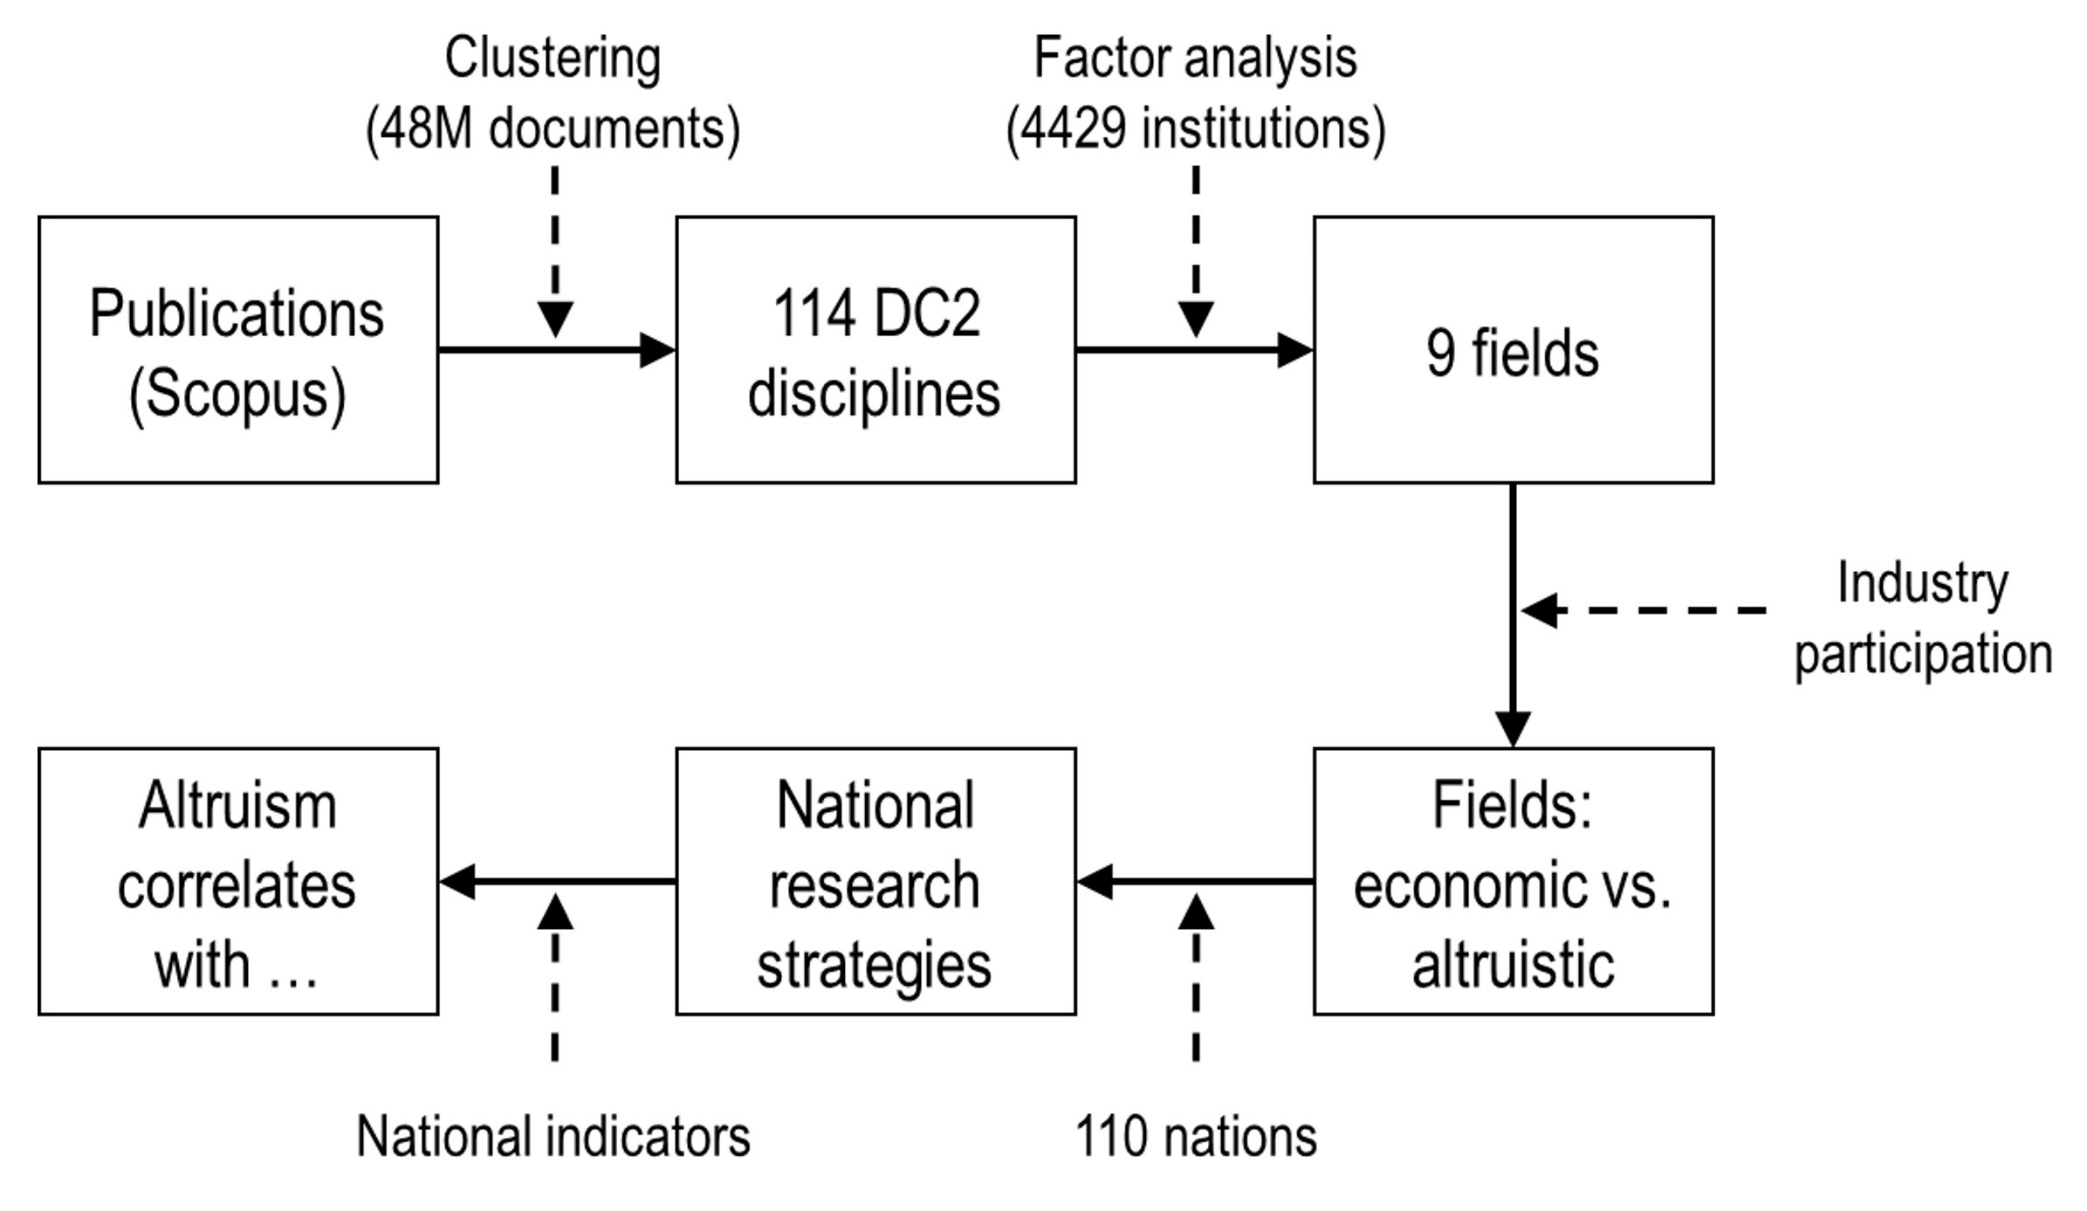 Clustering
(48M documents)
Factor analysis
(4429 institutions)
Publications
(Scopus)
114 DC2
disciplines
9 fields
Industry
participation
Altruism
correlates
with …
National
research
strategies
Fields:
economic vs.
altruistic
National indicators
110 nations